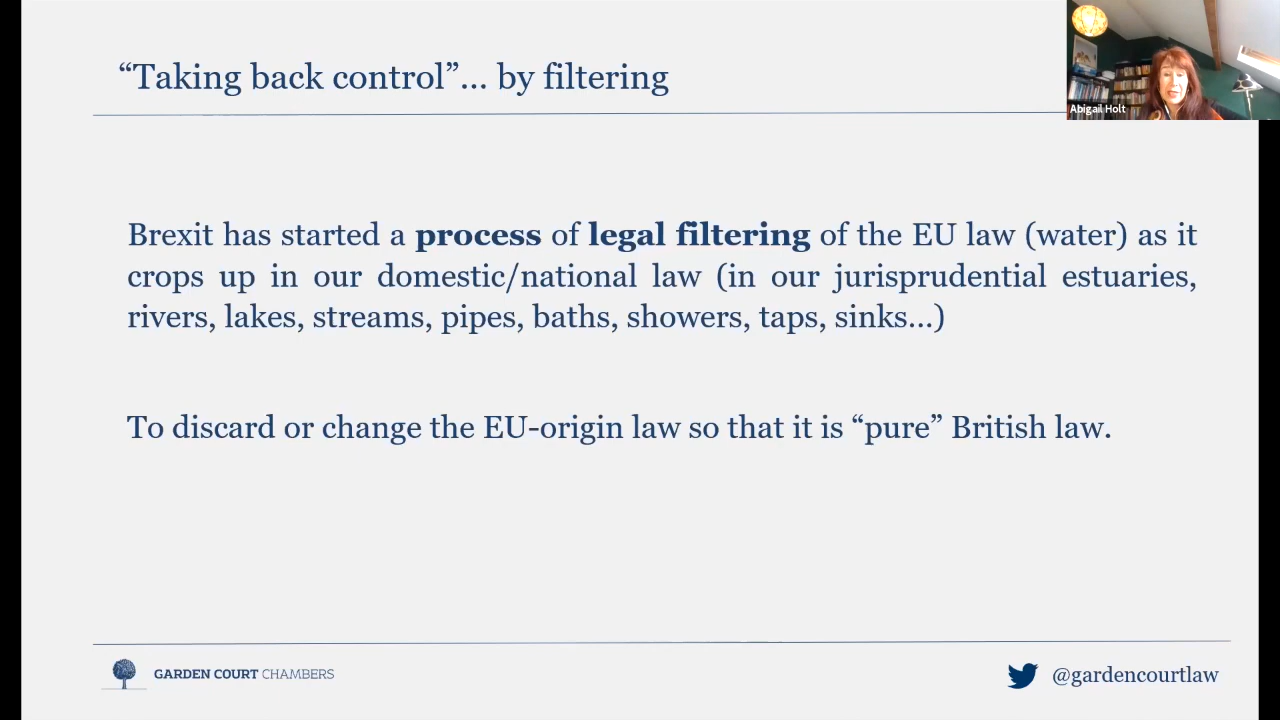 “Taking back control”... by filtering
Abigail Holt
Brexit has started a process of legal filtering of the EU law (water) as it
crops up in our domestic/national law (in our jurisprudential estuaries,
rivers, lakes, streams, pipes, baths, showers, taps, sinks...)
To discard or change the EU-origin law so that it is “pure” British law.
GARDEN COURT CHAMBERS
@gardencourtlaw